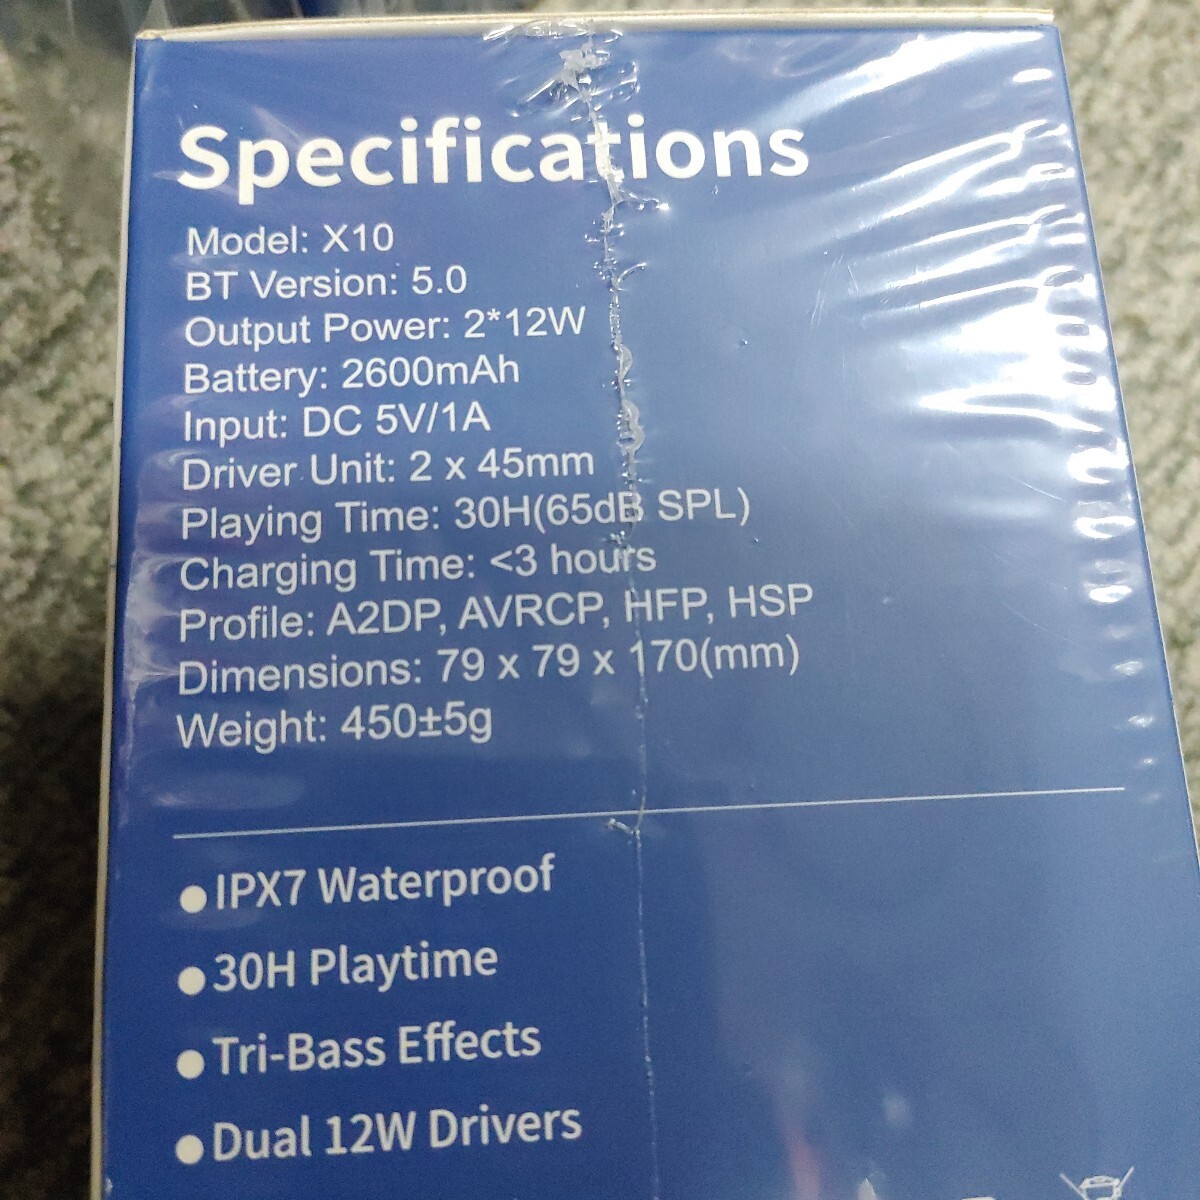 Specifications
Model: X10
BT Version: 5.0
Output Power: 2*12W
Battery: 2600mAh
Input: DC 5V/1A
Driver Unit: 2 x 45mm
Playing Time: 30H(65dB SPL)
Charging Time: <3 hours
Profile: A2DP, AVRCP, HFP, HSP
Dimensions: 79 x 79 x 170(mm)
Weight: 450±5g
●IPX7 Waterproof
●30H Playtime
●Tri-Bass Effects
●Dual 12W Drivers